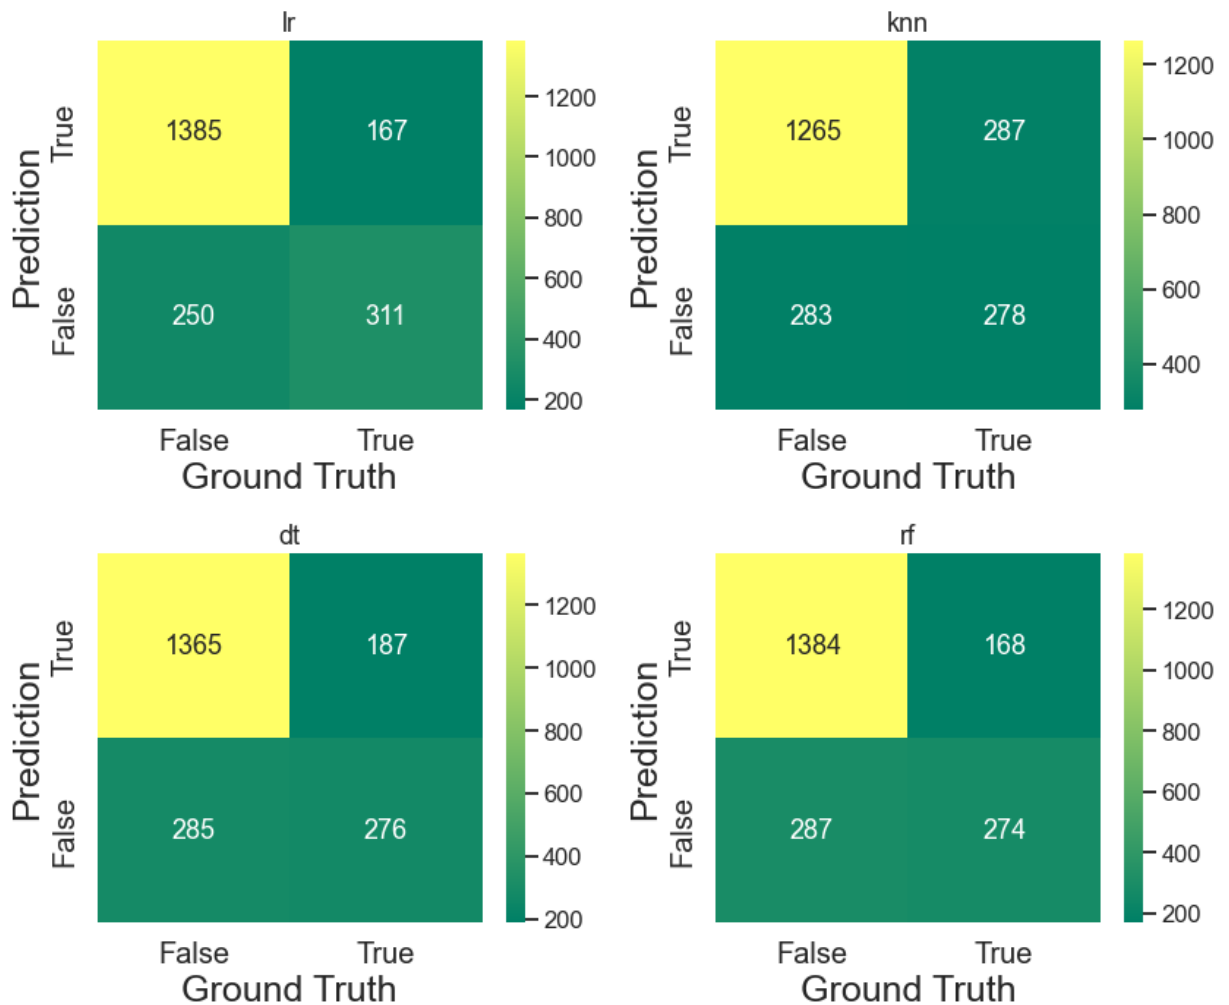 lr
Prediction
True
False
1385
167
250
311
1200
1000
800
600
400
200
False
True
Ground Truth
knn
Prediction
True
False
1265
287
283
278
1200
1000
800
600
400
False
True
Ground Truth
dt
Prediction
True
False
1365
187
285
276
1200
1000
800
600
400
200
False
True
Ground Truth
rf
Prediction
True
False
1384
168
287
274
1200
1000
800
600
400
200
False
True
Ground Truth